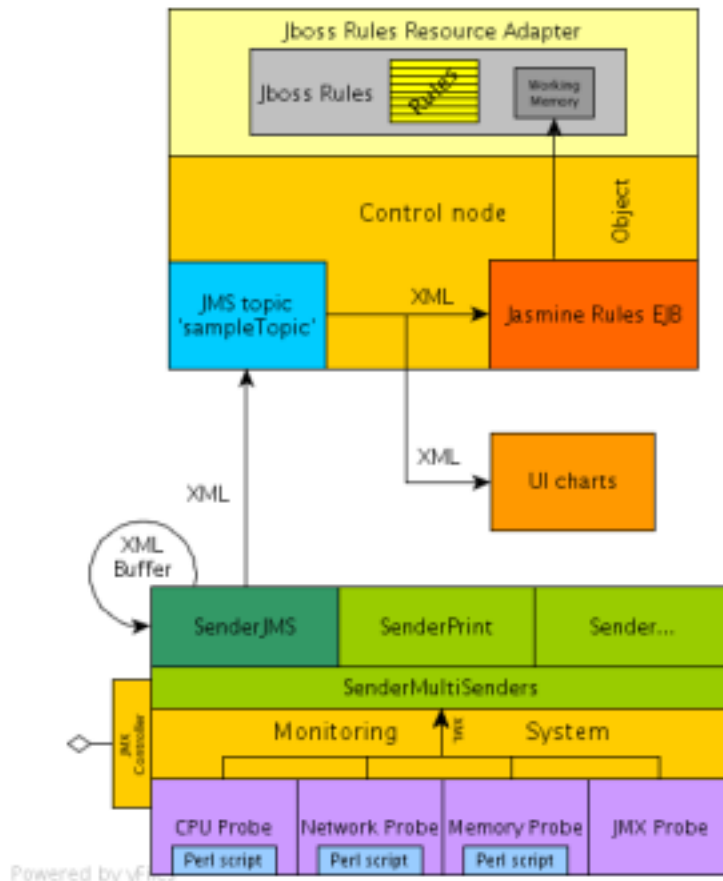 Jboss Rules Resource Adapter
Jboss Rules
Rules
Working
Memory
Control node
Object
JMS topic
'sampleTopic'
XML
Jasmine Rules EJB
XML
UI charts
XML
XML
Buffer
SenderJMS
SenderPrint
Sender...
SenderMultiSenders
JMX
Controller
Monitoring
XML
System
CPU Probe
Network Probe
Memory Probe
JMX Probe
Perl script
Perl script
Perl script
Powered by yFiles